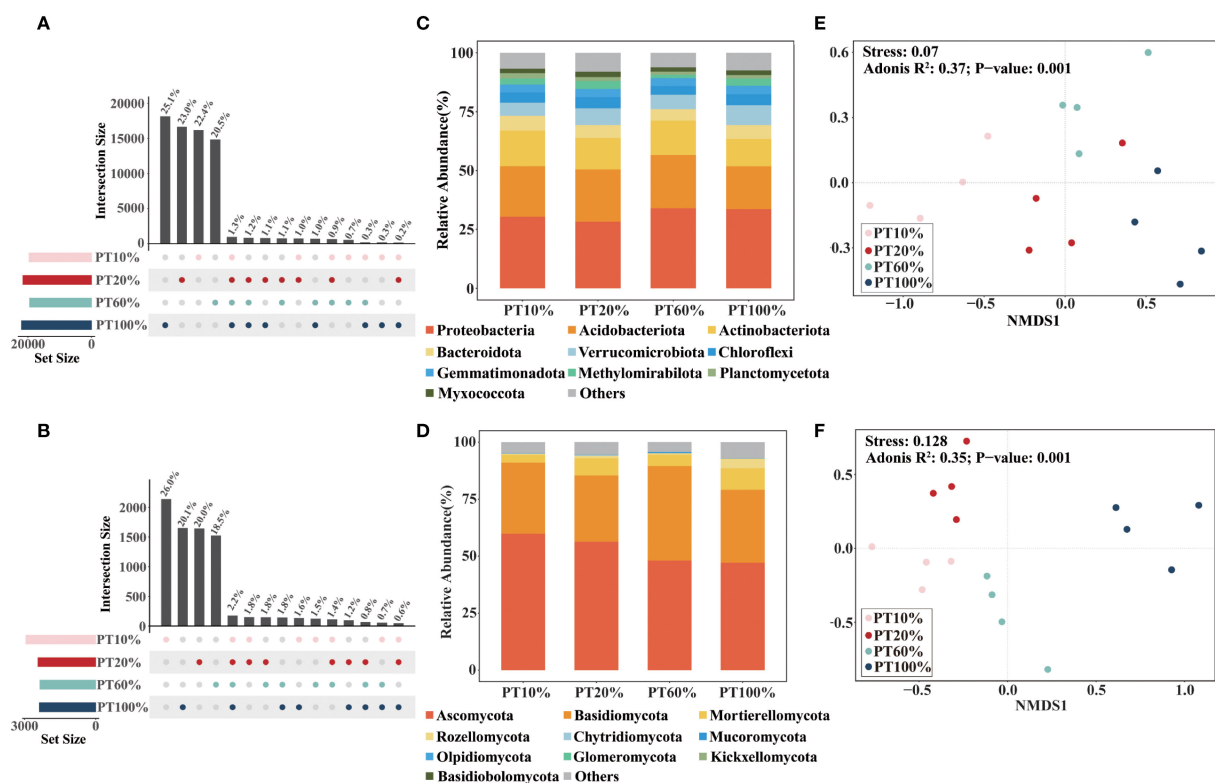 A
Intersection Size
20000
15000
10000
5000
0
25.1%
23.0%
22.4%
20.5%
1.3%
1.2%
1.1%
1.1%
1.0%
1.0%
0.9%
0.7%
0.3%
0.3%
0.2%
PT10%
PT20%
PT60%
PT100%
20000 0
Set Size
B
Intersection Size
2000
1500
1000
500
0
26.0%
20.1%
20.0%
18.5%
2.2%
1.8%
1.8%
1.8%
1.6%
1.5%
1.4%
1.2%
0.8%
0.7%
0.6%
PT10%
PT20%
PT60%
PT100%
3000 0
Set Size
C
Relative Abundance(%)
100
75
50
25
0
PT10% PT20% PT60% PT100%
Proteobacteria Acidobacteriota Actinobacteriota
Bacteroidota Verrucomicrobiota Chloroflexi
Gemmatimonadota Methylomirabilota Planctomycetota
Myxococcota Others
D
Relative Abundance(%)
100
75
50
25
0
PT10% PT20% PT60% PT100%
Ascomycota Basidiomycota Mortierellomycota
Rozellomycota Chytridiomycota Mucoromycota
Olpidiomycota Glomeromycota Kickxellomycota
Basidiobolomycota Others
E
Stress: 0.07
Adonis R²: 0.37; P−value: 0.001
0.6
0.3
0.0
0.3
PT10%
PT20%
PT60%
PT100%
−1.0 −0.5 0.0 0.5
NMDS1
F
Stress: 0.128
Adonis R²: 0.35; P−value: 0.001
0.5
0.0
−0.5
PT10%
PT20%
PT60%
PT100%
−0.5 0.0 0.5 1.0
NMDS1